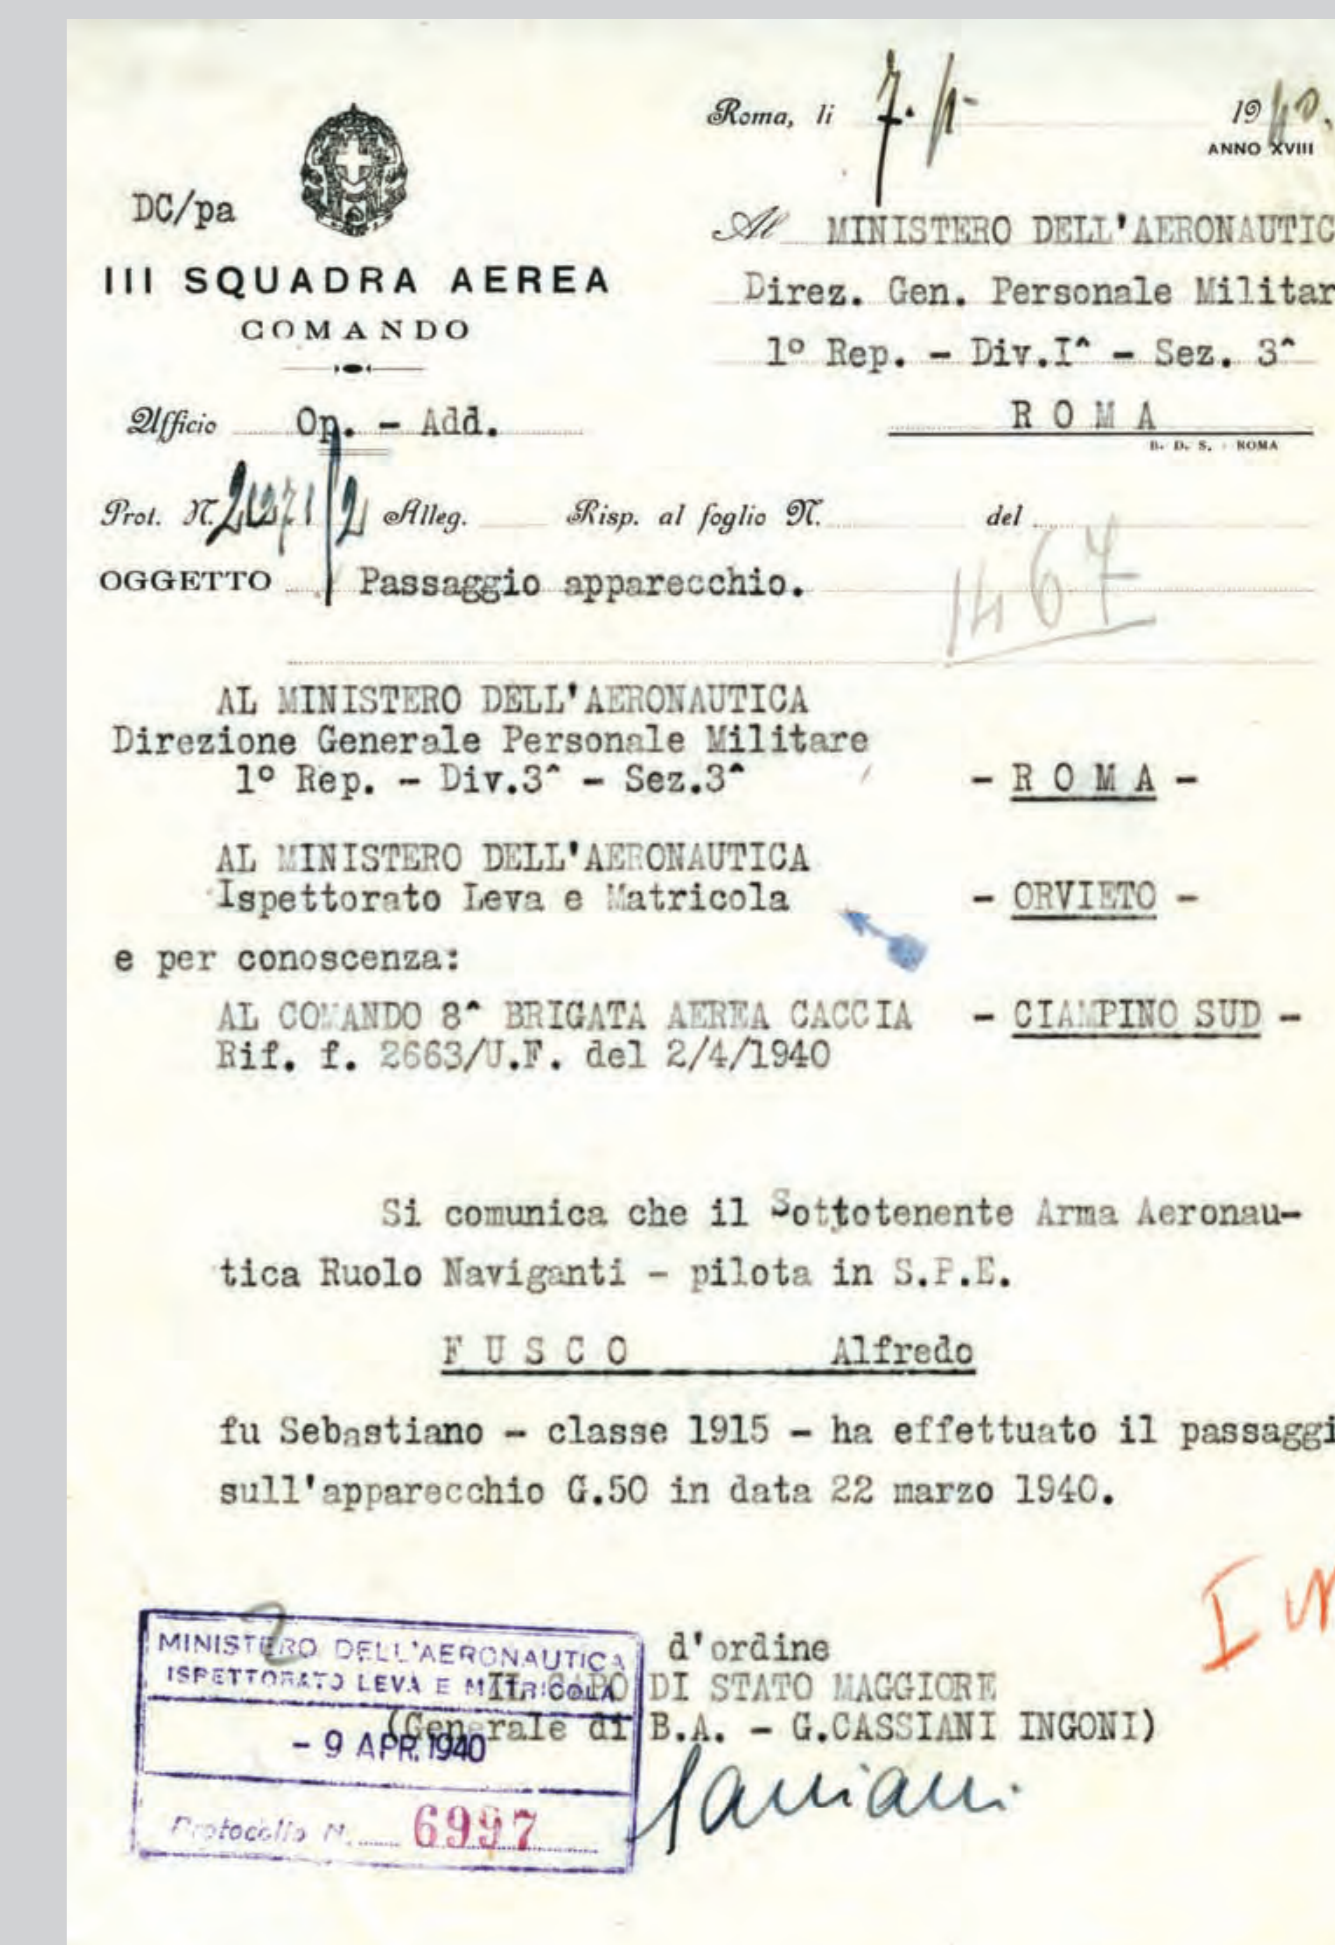 Roma, li 7. 4- 1940.
ANNO XVIII
DC/pa
III SQUADRA AEREA
COMANDO
Al MINISTERO DELL'AERONAUTIC
Direz. Gen. Personale Militar
1º Rep. - Div.I^ - Sez. 3^
R O M A
B. D. S. - ROMA
Ufficio Op. - Add.
Prot. N. /2 Alleg. Risp. al foglio N. del
OGGETTO Passaggio apparecchio.
1467
AL MINISTERO DELL'AERONAUTICA
Direzione Generale Personale Militare
1º Rep. - Div.3^ - Sez.3^ - R O M A -
AL MINISTERO DELL'AERONAUTICA
Ispettorato Leva e Matricola - ORVIETO -
e per conoscenza:
AL COMANDO 8^ BRIGATA AEREA CACCIA - CIAMPINO SUD -
Rif. f. 2663/U.F. del 2/4/1940
Si comunica che il Sottotenente Arma Aeronau-
tica Ruolo Naviganti - pilota in S.P.E.
F U S C O Alfredo
fu Sebastiano - classe 1915 - ha effettuato il passaggi
sull'apparecchio G.50 in data 22 marzo 1940.
d'ordine
IL CAPO DI STATO MAGGIORE
(Generale di B.A. - G.CASSIANI INGONI)
Cassiani
MINISTERO DELL'AERONAUTICA
ISPETTORATO LEVA E MATRICOLA
- 9 APR. 1940
Protocollo N. 6997